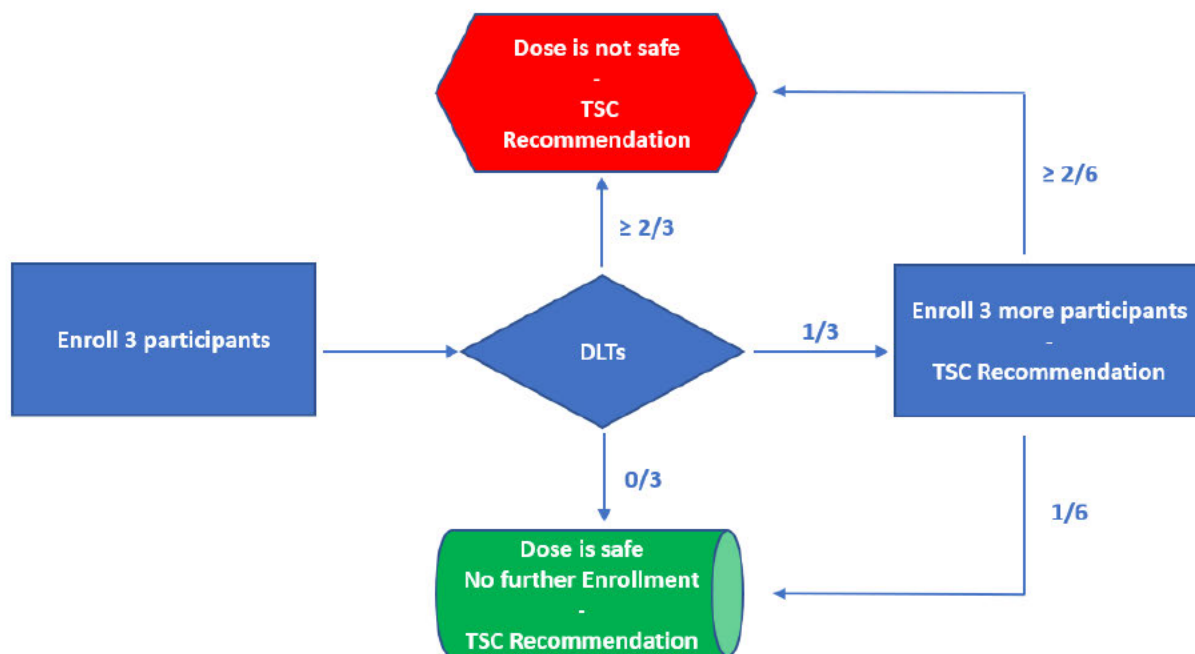 Dose is not safe
-
TSC
Recommendation
≥ 2/6
≥ 2/3
Enroll 3 participants
DLTs
1/3
Enroll 3 more participants
-
TSC Recommendation
0/3
1/6
Dose is safe
No further Enrollment
-
TSC Recommendation